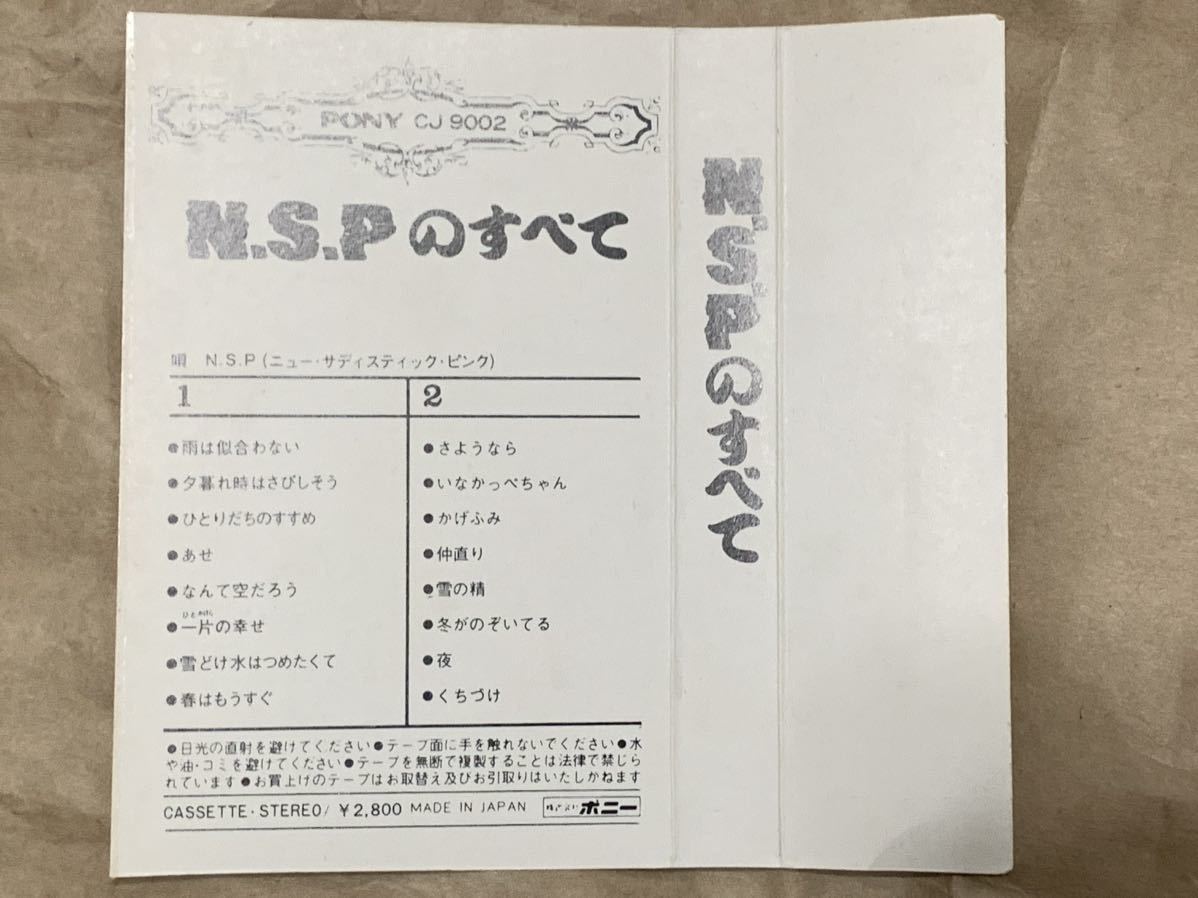 PONY CJ 9002
N.S.Pのすべて
唄 N.S.P (ニュー・サディスティック・ピンク)
1
●雨は似合わない
●夕暮れ時はさびしそう
●ひとりだちのすすめ
●あせ
●なんて空だろう
●一片の幸せ
●雪どけ水はつめたくて
●春はもうすぐ
2
●さようなら
●いなかっぺちゃん
●かげふみ
●仲直り
●雪の精
●冬がのぞいてる
●夜
●くちづけ
●日光の直射を避けてください●テープ面に手を触れないでください●水
や油・ゴミを避けてください●テープを無断で複製することは法律で禁じら
れています●お買上げのテープはお取替え及びお引取りはいたしかねます
CASSETTE・STEREO/ ¥2,800 MADE IN JAPAN 株式会社 ポニー
N.S.Pのすべて